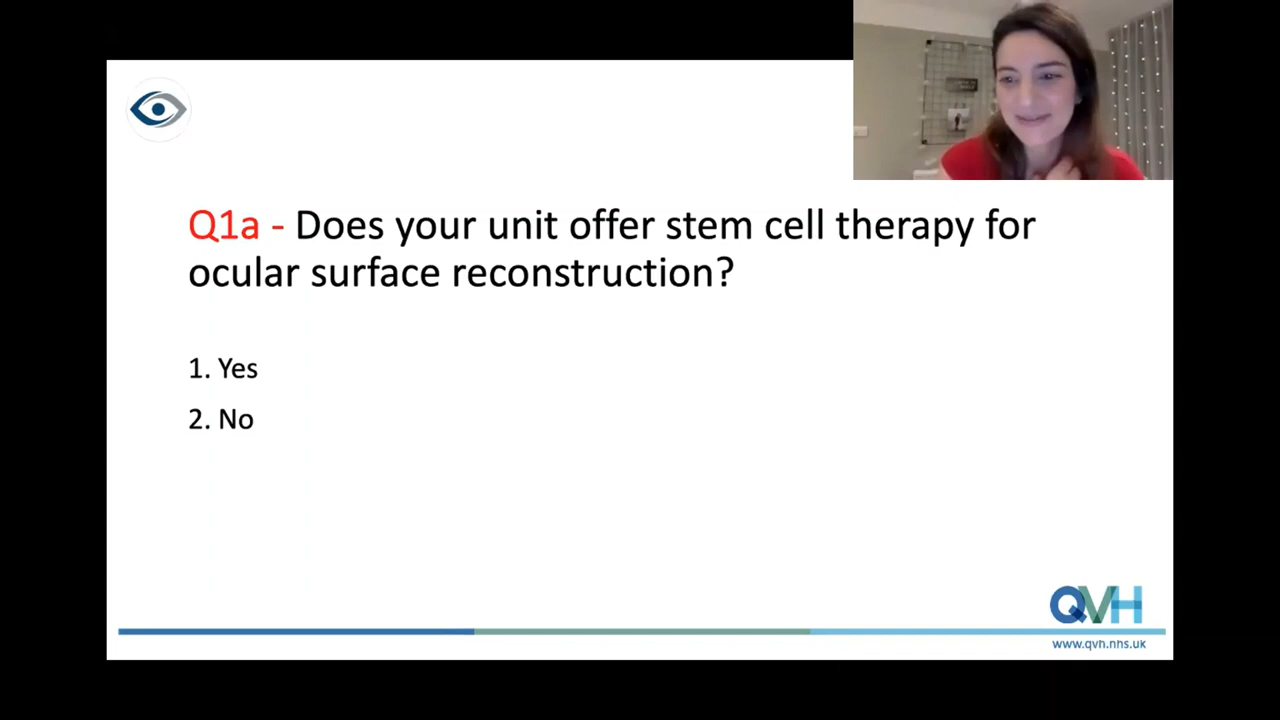 Q1a - Does your unit offer stem cell therapy for
ocular surface reconstruction?
1. Yes
2. No
QVH
www.qvh.nhs.uk